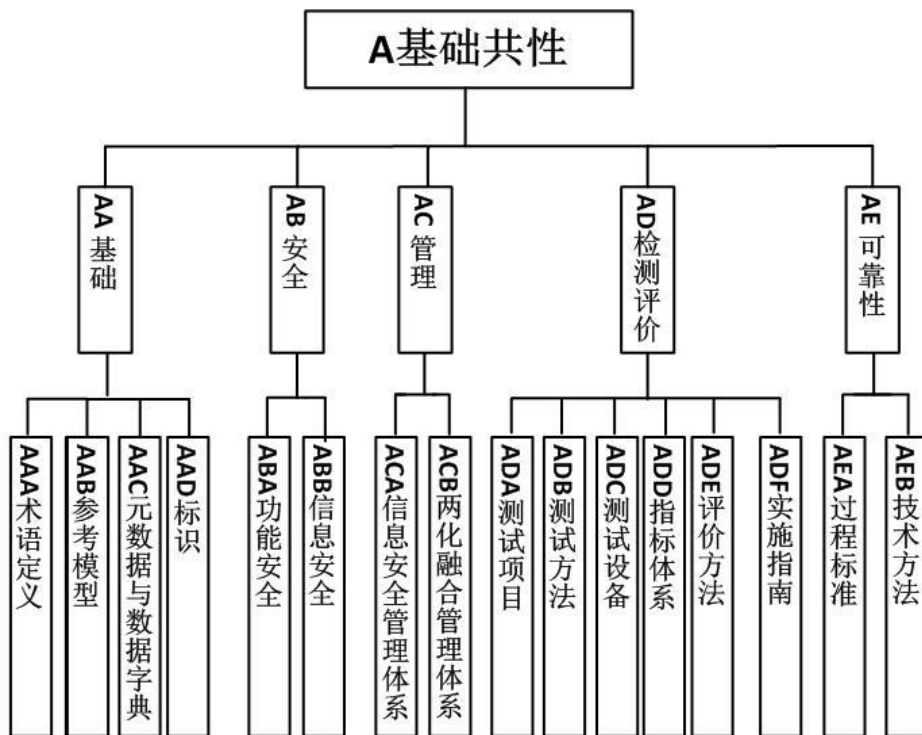 A基础共性
AA 基础
AB 安全
AC 管理
AD检测评价
AE 可靠性
AAA术语定义
AAB参考模型
AAC元数据与数据字典
AAD标识
ABA功能安全
ABB信息安全
ACA信息安全管理体系
ACB两化融合管理体系
ADA测试项目
ADB测试方法
ADC测试设备
ADD指标体系
ADE评价方法
ADF实施指南
AEA过程标准
AEB技术方法